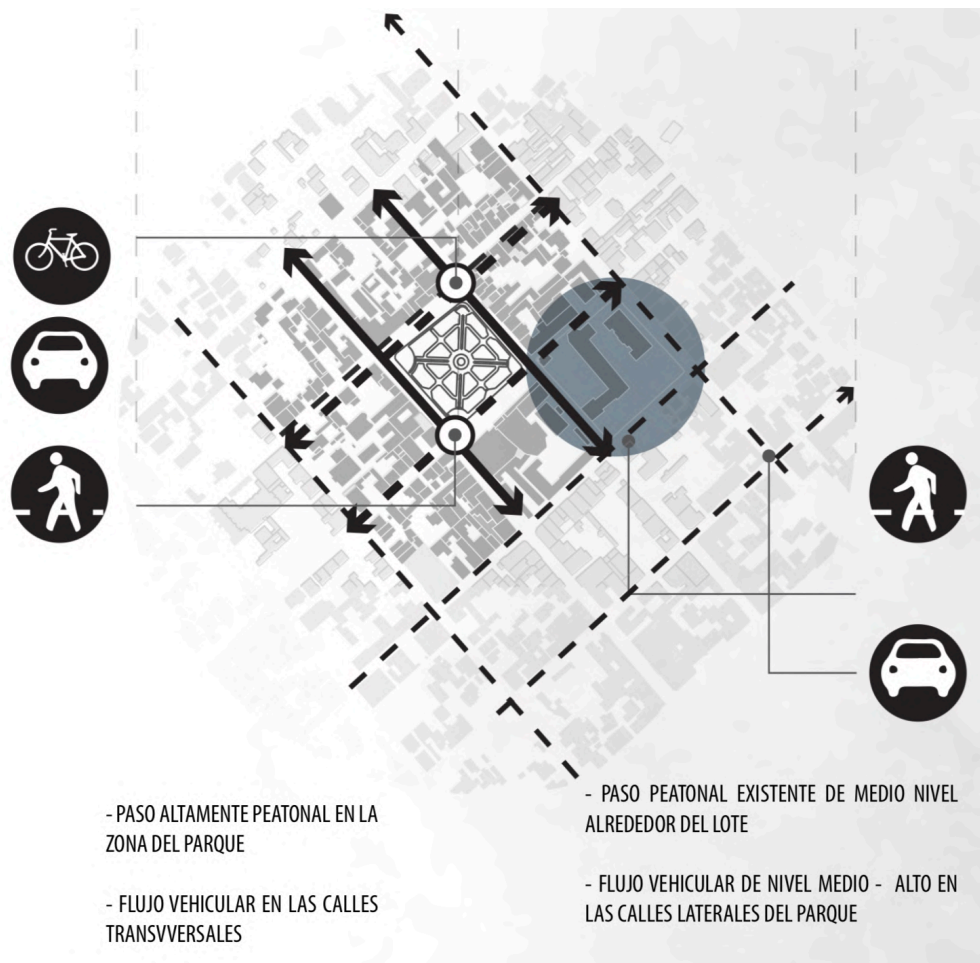 - PASO ALTAMENTE PEATONAL EN LA
ZONA DEL PARQUE
- FLUJO VEHICULAR EN LAS CALLES
TRANSVVERSALES
- PASO PEATONAL EXISTENTE DE MEDIO NIVEL
ALREDEDOR DEL LOTE
- FLUJO VEHICULAR DE NIVEL MEDIO - ALTO EN
LAS CALLES LATERALES DEL PARQUE